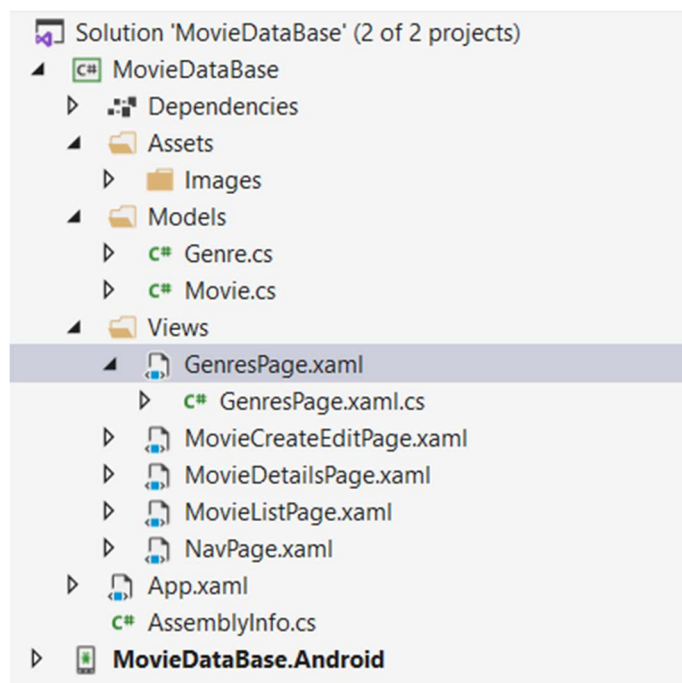 Solution 'MovieDataBase' (2 of 2 projects)
C# MovieDataBase
Dependencies
Assets
Images
Models
C# Genre.cs
C# Movie.cs
Views
GenresPage.xaml
C# GenresPage.xaml.cs
MovieCreateEditPage.xaml
MovieDetailsPage.xaml
MovieListPage.xaml
NavPage.xaml
App.xaml
C# AssemblyInfo.cs
MovieDataBase.Android